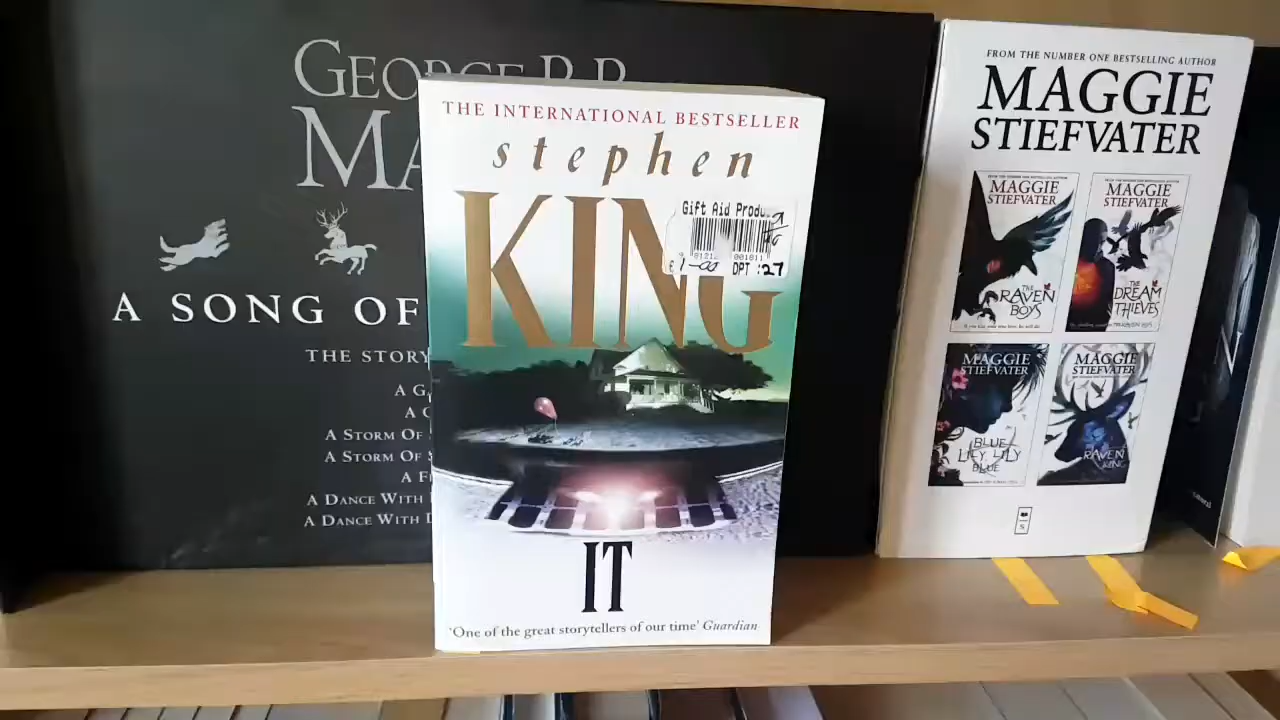 GEORGE R.R.
MA
A SONG OF
THE STORY
A G
A C
A STORM OF
A STORM OF
A F
A DANCE WITH
A DANCE WITH
THE INTERNATIONAL BESTSELLER
stephen
KING
Gift Aid Produ
£ 1-00 DPT :27
IT
'One of the great storytellers of our time' Guardian
FROM THE NUMBER ONE BESTSELLING AUTHOR
MAGGIE
STIEFVATER
MAGGIE
STIEFVATER
THE
RAVEN
BOYS
MAGGIE
STIEFVATER
THE
DREAM
THIEVES
MAGGIE
STIEFVATER
BLUE
LILY, LILY
BLUE
MAGGIE
STIEFVATER
THE
RAVEN
KING